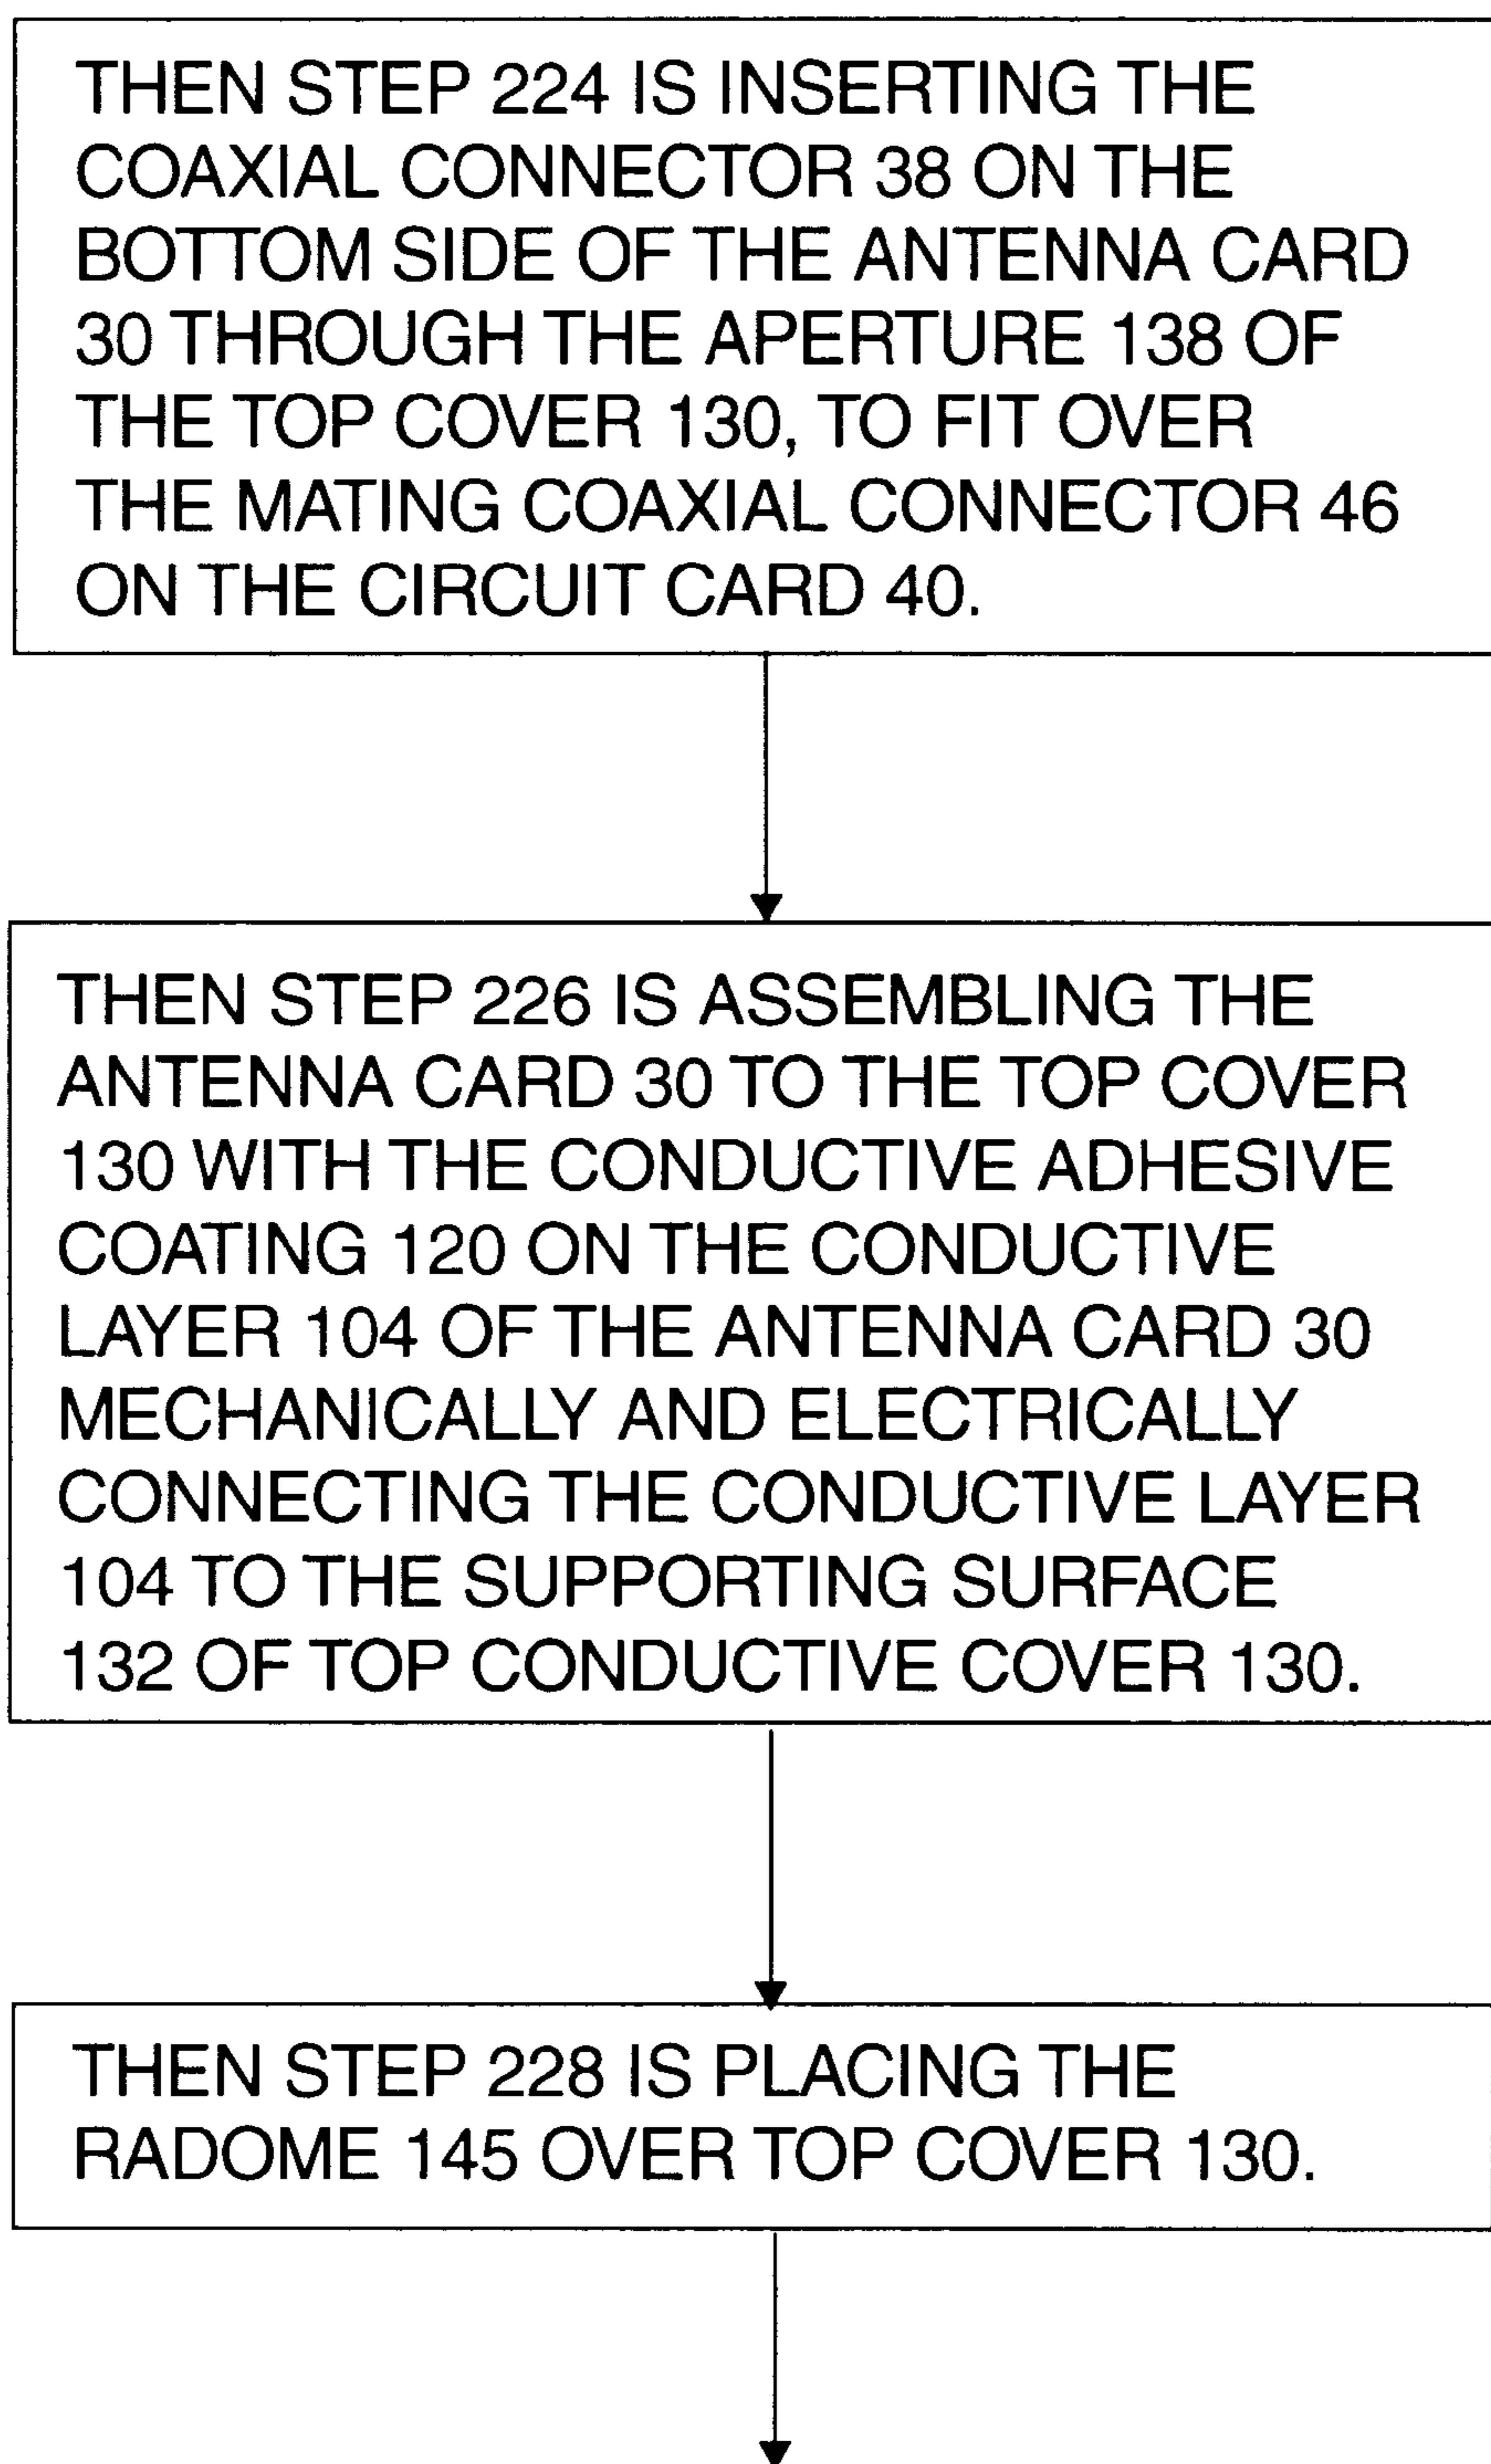 THEN STEP 224 IS INSERTING THE
COAXIAL CONNECTOR 38 ON THE
BOTTOM SIDE OF THE ANTENNA CARD
30 THROUGH THE APERTURE 138 OF
THE TOP COVER 130, TO FIT OVER
THE MATING COAXIAL CONNECTOR 46
ON THE CIRCUIT CARD 40.
THEN STEP 226 IS ASSEMBLING THE
ANTENNA CARD 30 TO THE TOP COVER
130 WITH THE CONDUCTIVE ADHESIVE
COATING 120 ON THE CONDUCTIVE
LAYER 104 OF THE ANTENNA CARD 30
MECHANICALLY AND ELECTRICALLY
CONNECTING THE CONDUCTIVE LAYER
104 TO THE SUPPORTING SURFACE
132 OF TOP CONDUCTIVE COVER 130.
THEN STEP 228 IS PLACING THE
RADOME 145 OVER TOP COVER 130.